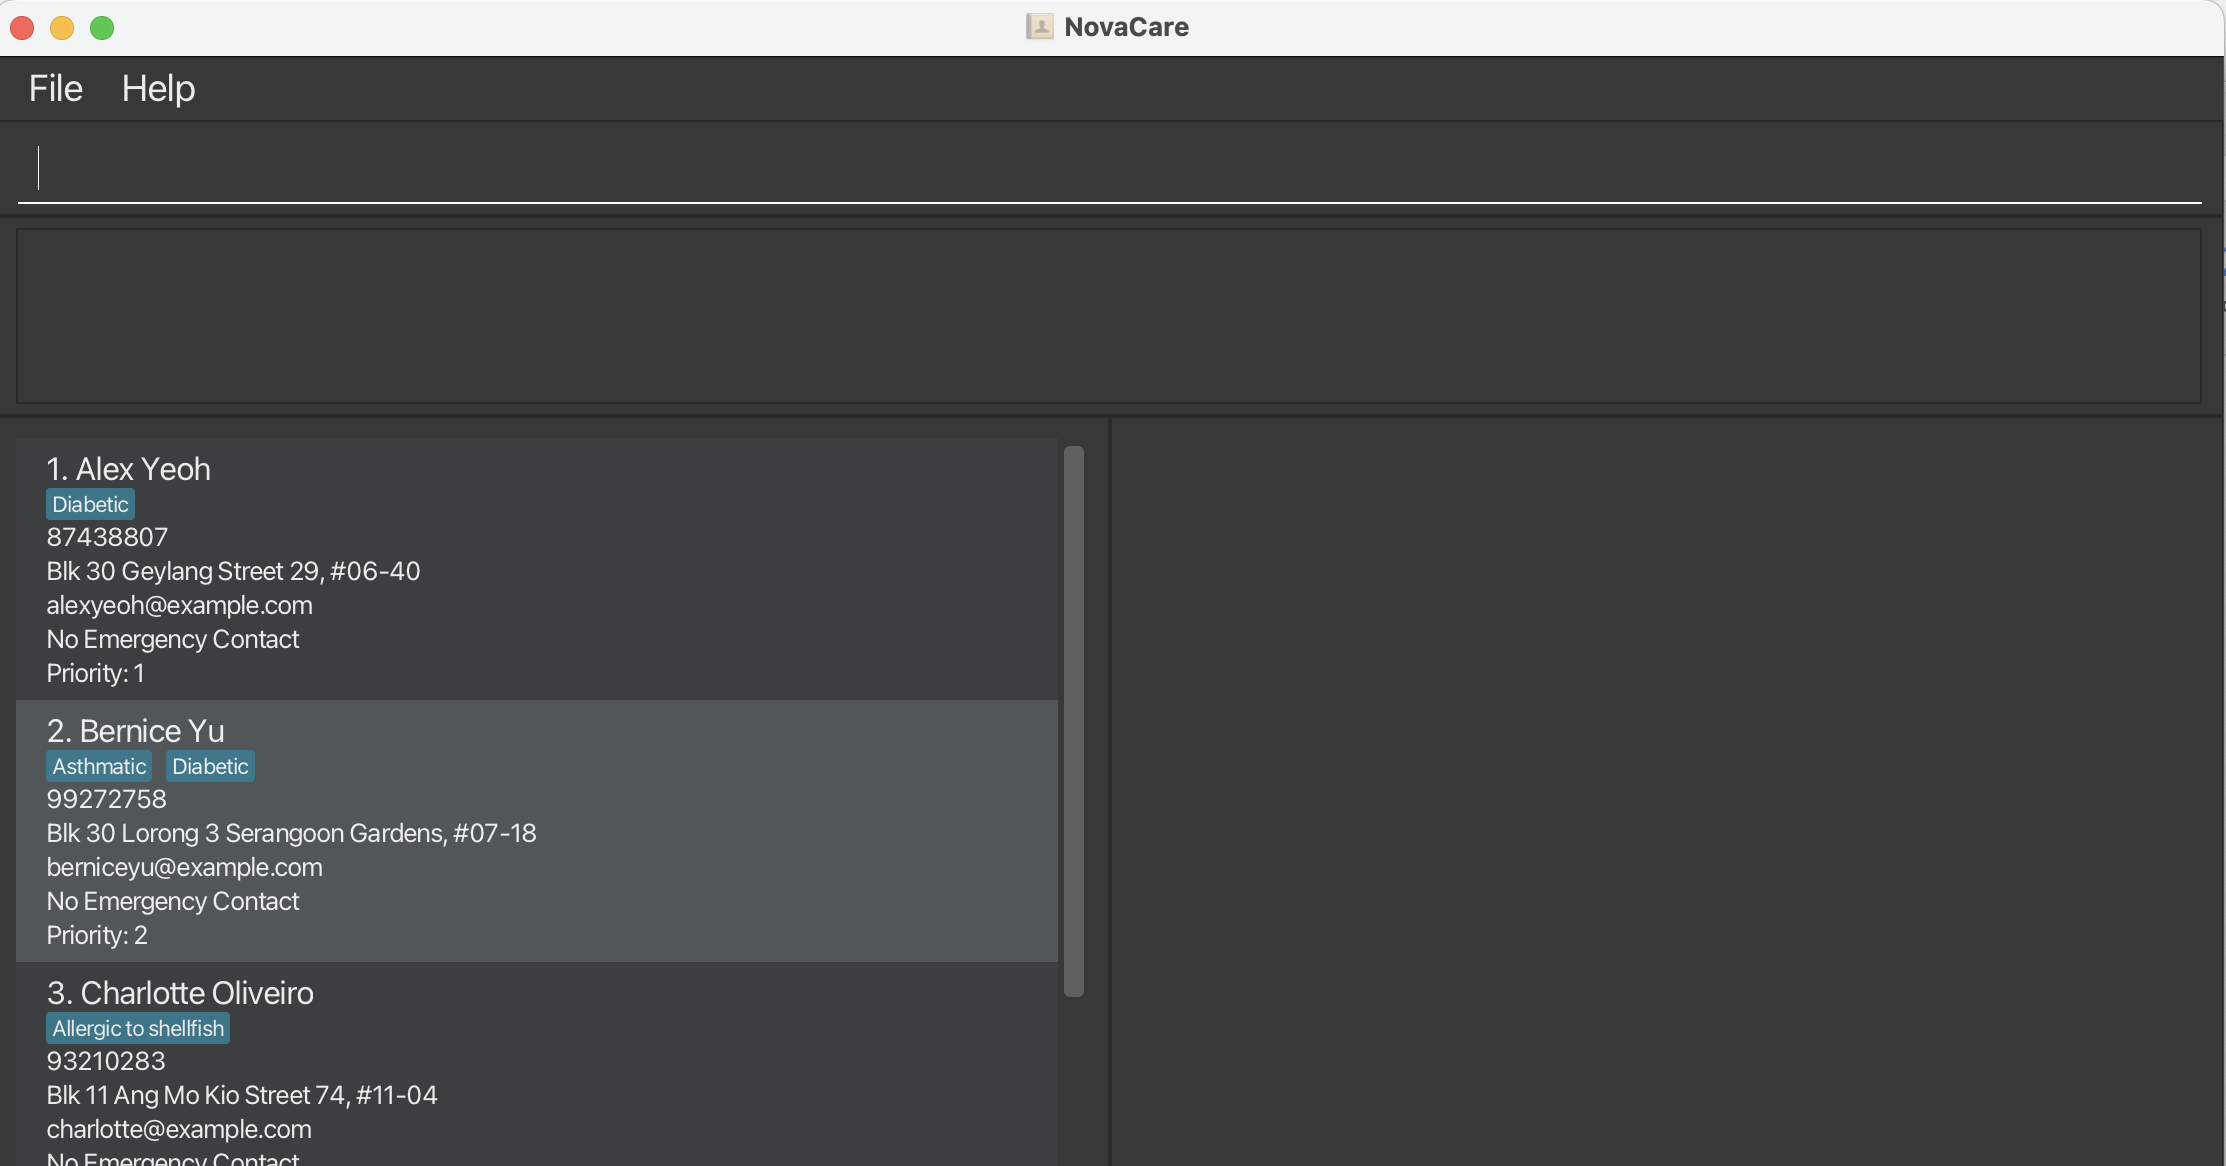 NovaCare
File Help
1. Alex Yeoh
Diabetic
87438807
Blk 30 Geylang Street 29, #06-40
alexyeoh@example.com
No Emergency Contact
Priority: 1
2. Bernice Yu
Asthmatic Diabetic
99272758
Blk 30 Lorong 3 Serangoon Gardens, #07-18
berniceyu@example.com
No Emergency Contact
Priority: 2
3. Charlotte Oliveiro
Allergic to shellfish
93210283
Blk 11 Ang Mo Kio Street 74, #11-04
charlotte@example.com
No Emergency Contact